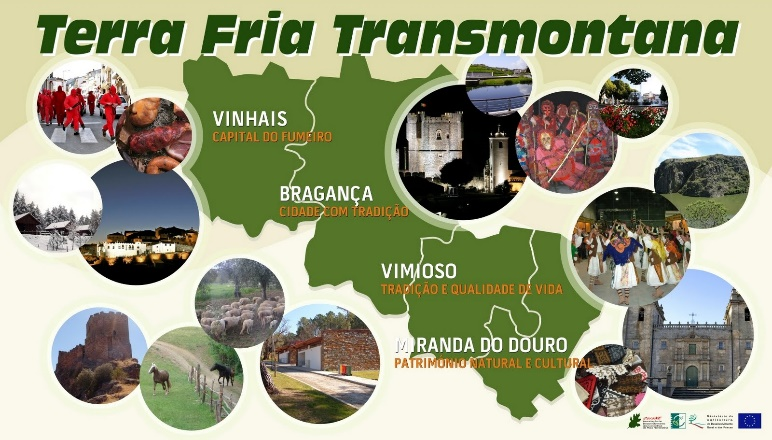 Terra Fria Transmontana
VINHAIS
CAPITAL DO FUMEIRO
BRAGANÇA
CIDADE COM TRADIÇÃO
VIMIOSO
TRADIÇÃO E QUALIDADE DE VIDA
MIRANDA DO DOURO
PATRIMONIO NATURAL E CULTURAL